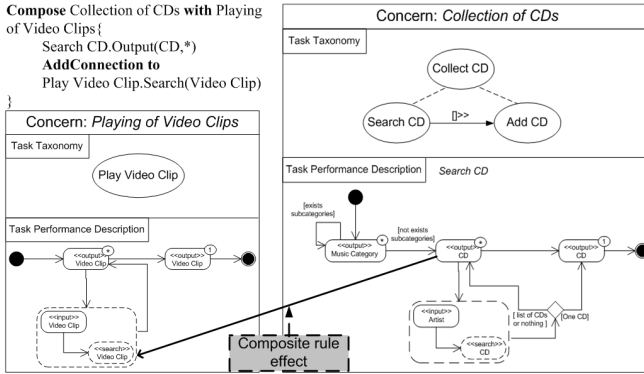 Compose Collection of CDs with Playing
of Video Clips{
Search CD.Output(CD,*)
AddConnection to
Play Video Clip.Search(Video Clip)
}
Concern: Playing of Video Clips
Task Taxonomy
Play Video Clip
Task Performance Description
<<output>>
Video Clip
*
<<output>>
Video Clip
1
<<input>>
Video Clip
<<search>>
Video Clip
Concern: Collection of CDs
Task Taxonomy
Collect CD
Search CD
[]>>
Add CD
Task Performance Description
Search CD
[exists
subcategories]
<<output>>
Music Category
*
[not exists
subcategories]
<<output>>
CD
*
<<output>>
CD
1
<<input>>
Artist
<<search>>
CD
[ list of CDs
or nothing ]
[One CD]
Composite rule
effect